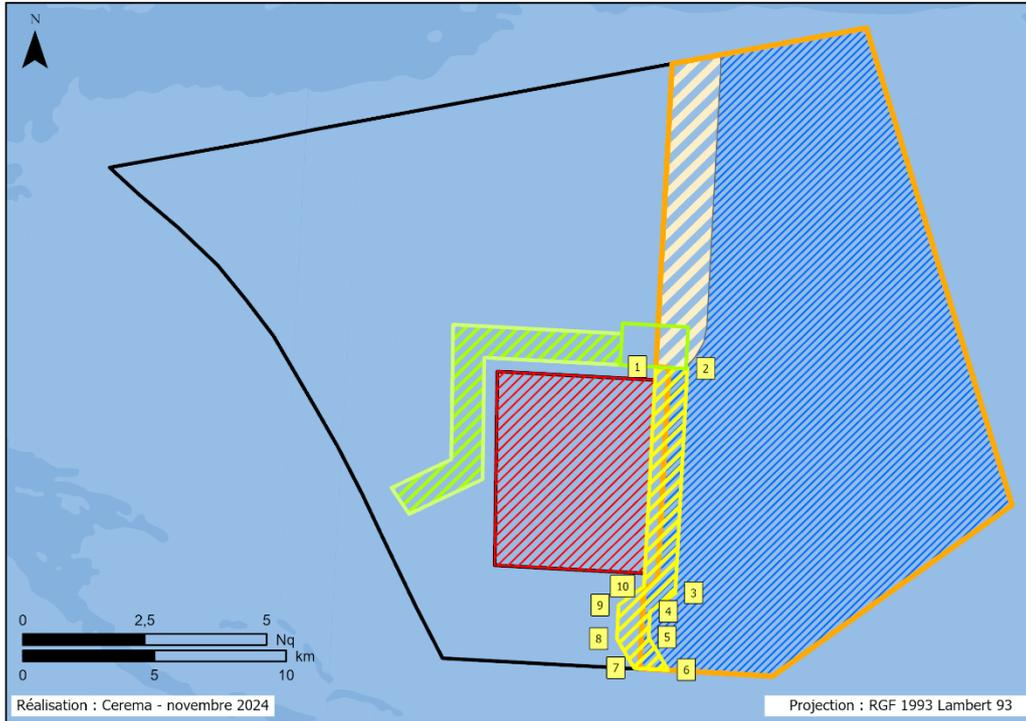 N
1
2
10
3
9
4
8
5
7
6
0 2,5 5
Nq
km
0 5 10
Réalisation : Cerema - novembre 2024
Projection : RGF 1993 Lambert 93